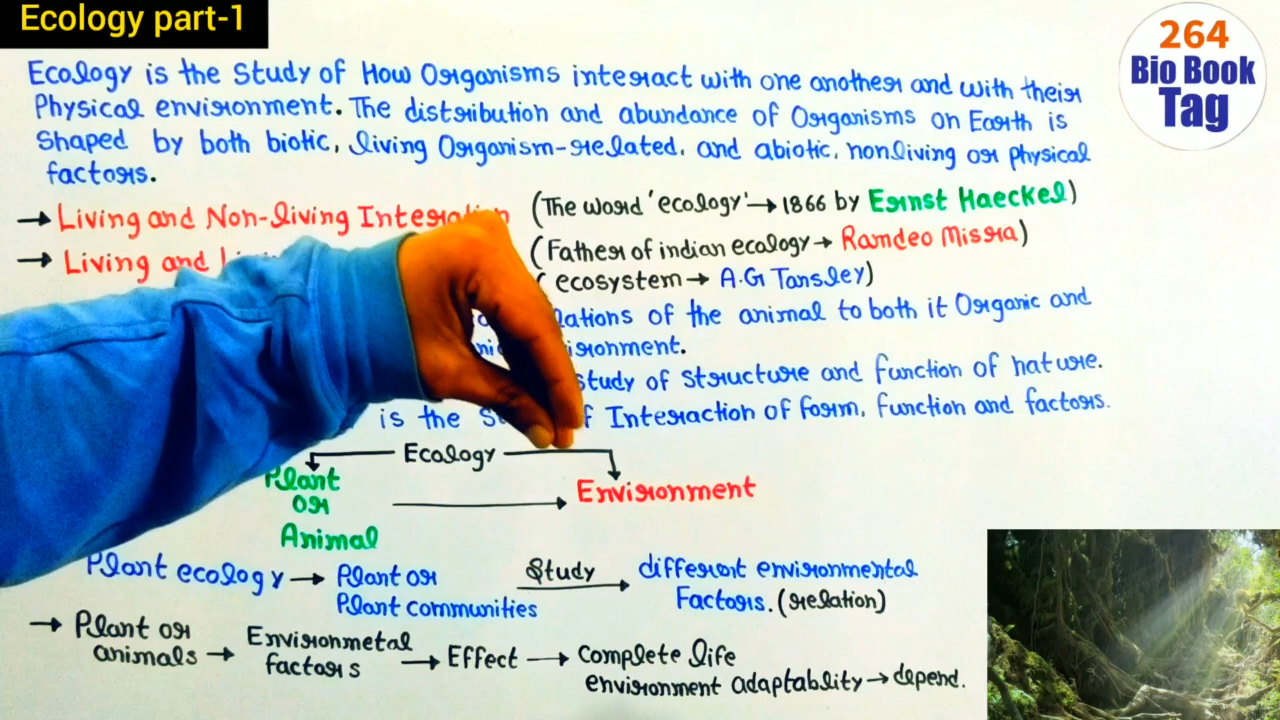 Ecology part-1
264
Bio Book
Tag
Ecology is the Study of How Organisms interact with one another and with their
Physical environment. The distribution and abundance of Organisms on Earth is
Shaped by both biotic, living Organism-related, and abiotic, nonliving or physical
factors.
→ Living and Non-living (The word 'ecology' → 1866 by Ernst Haeckel)
(Father of indian ecology → Ramdeo Misra)
→ Living and
ecosystem → A.G Tansley)
of the animal to both it Organic and
Study of Structure and function of nature.
is the Interaction of form, function and factors.
Ecology
Plant
or
Animal
→ Environment
Plant ecology → Plant or Study → different environmental
Plant communities Factors. (relation)
→ Plant or
animals → Environmetal
factors → Effect → Complete life
environment adaptablity → depend.